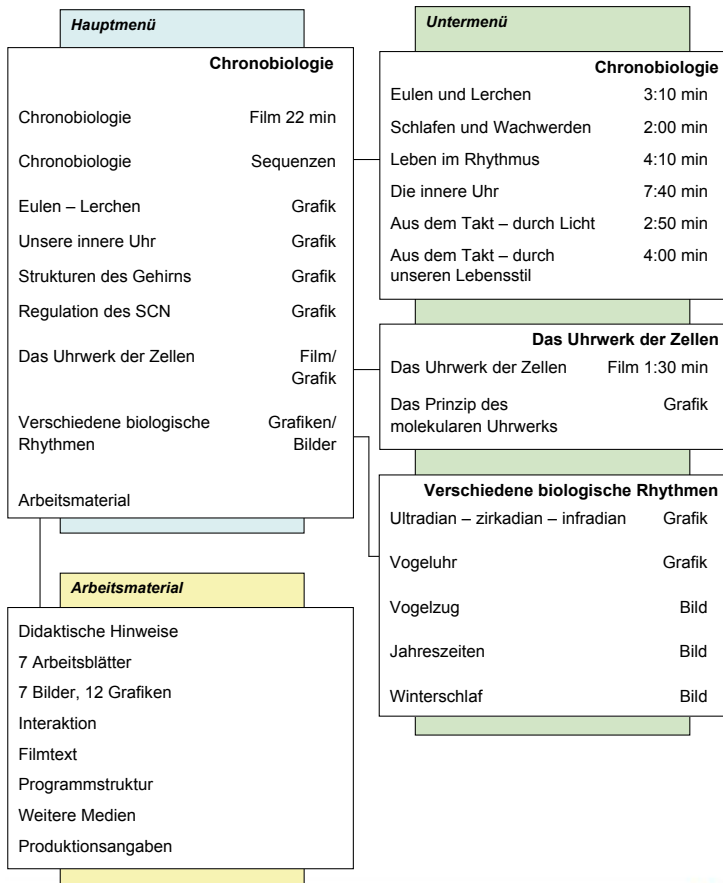 Hauptmenü
Chronobiologie
Chronobiologie Film 22 min
Chronobiologie Sequenzen
Eulen – Lerchen Grafik
Unsere innere Uhr Grafik
Strukturen des Gehirns Grafik
Regulation des SCN Grafik
Das Uhrwerk der Zellen Film/
Grafik
Verschiedene biologische Grafiken/
Rhythmen Bilder
Arbeitsmaterial
Arbeitsmaterial
Didaktische Hinweise
7 Arbeitsblätter
7 Bilder, 12 Grafiken
Interaktion
Filmtext
Programmstruktur
Weitere Medien
Produktionsangaben
Untermenü
Chronobiologie
Eulen und Lerchen 3:10 min
Schlafen und Wachwerden 2:00 min
Leben im Rhythmus 4:10 min
Die innere Uhr 7:40 min
Aus dem Takt – durch Licht 2:50 min
Aus dem Takt – durch 4:00 min
unseren Lebensstil
Das Uhrwerk der Zellen
Das Uhrwerk der Zellen Film 1:30 min
Das Prinzip des Grafik
molekularen Uhrwerks
Verschiedene biologische Rhythmen
Ultradian – zirkadian – infradian Grafik
Vogeluhr Grafik
Vogelzug Bild
Jahreszeiten Bild
Winterschlaf Bild